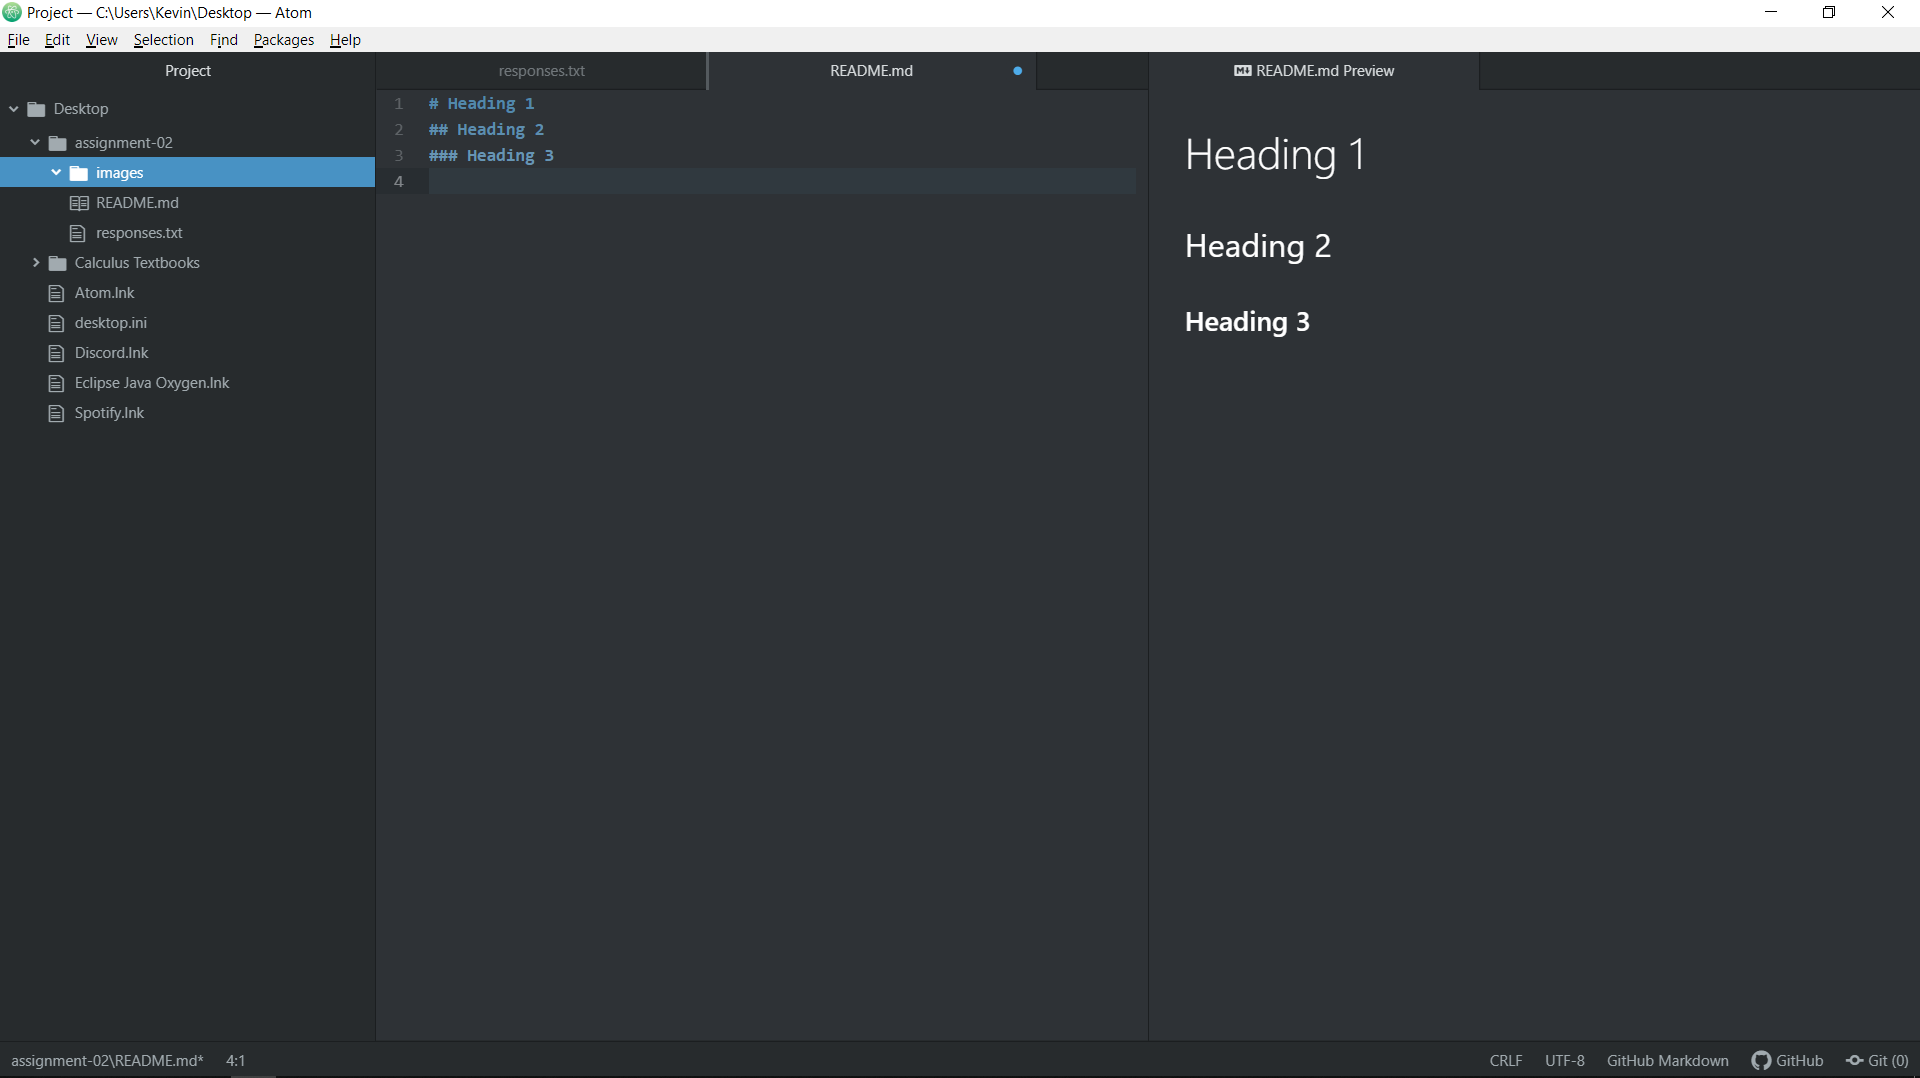 Project — C:\Users\Kevin\Desktop — Atom
File Edit View Selection Find Packages Help
Project
Desktop
assignment-02
images
README.md
responses.txt
Calculus Textbooks
Atom.lnk
desktop.ini
Discord.lnk
Eclipse Java Oxygen.lnk
Spotify.lnk
responses.txt
README.md
1 # Heading 1
2 ## Heading 2
3 ### Heading 3
4
README.md Preview
Heading 1
Heading 2
Heading 3
assignment-02\README.md* 4:1
CRLF UTF-8 GitHub Markdown GitHub Git (0)